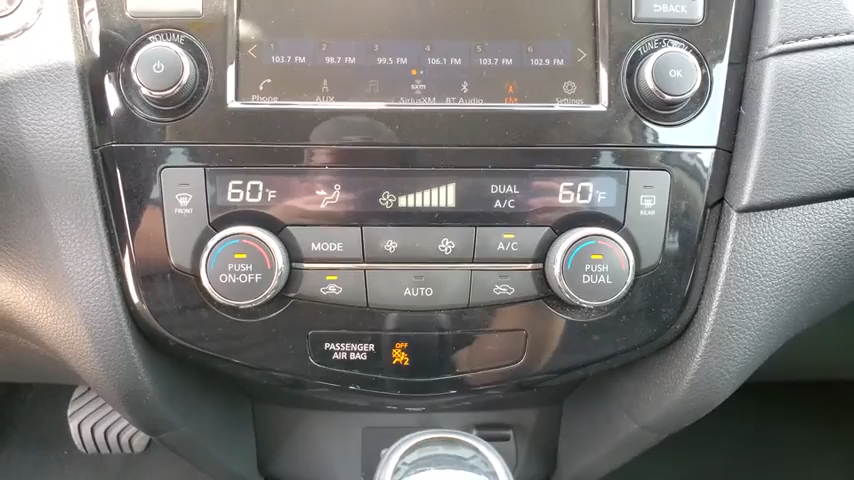 VOLUME
BACK
TUNE·SCROLL
OK
1 2 3 4 5 6
103.7 FM 98.7 FM 99.5 FM 106.1 FM 103.7 FM 102.9 FM
Phone AUX sxm SiriusXM BT Audio FM Settings
60°F DUAL A/C 60°F
FRONT
REAR
MODE
A/C
PUSH
ON·OFF
AUTO
PUSH
DUAL
PASSENGER
AIR BAG
OFF
2